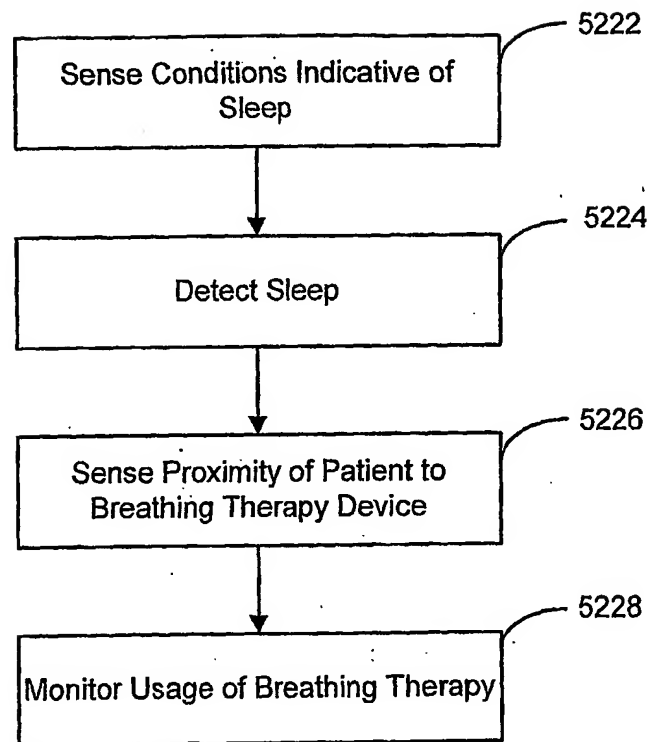 5222
Sense Conditions Indicative of
Sleep
5224
Detect Sleep
5226
Sense Proximity of Patient to
Breathing Therapy Device
5228
Monitor Usage of Breathing Therapy